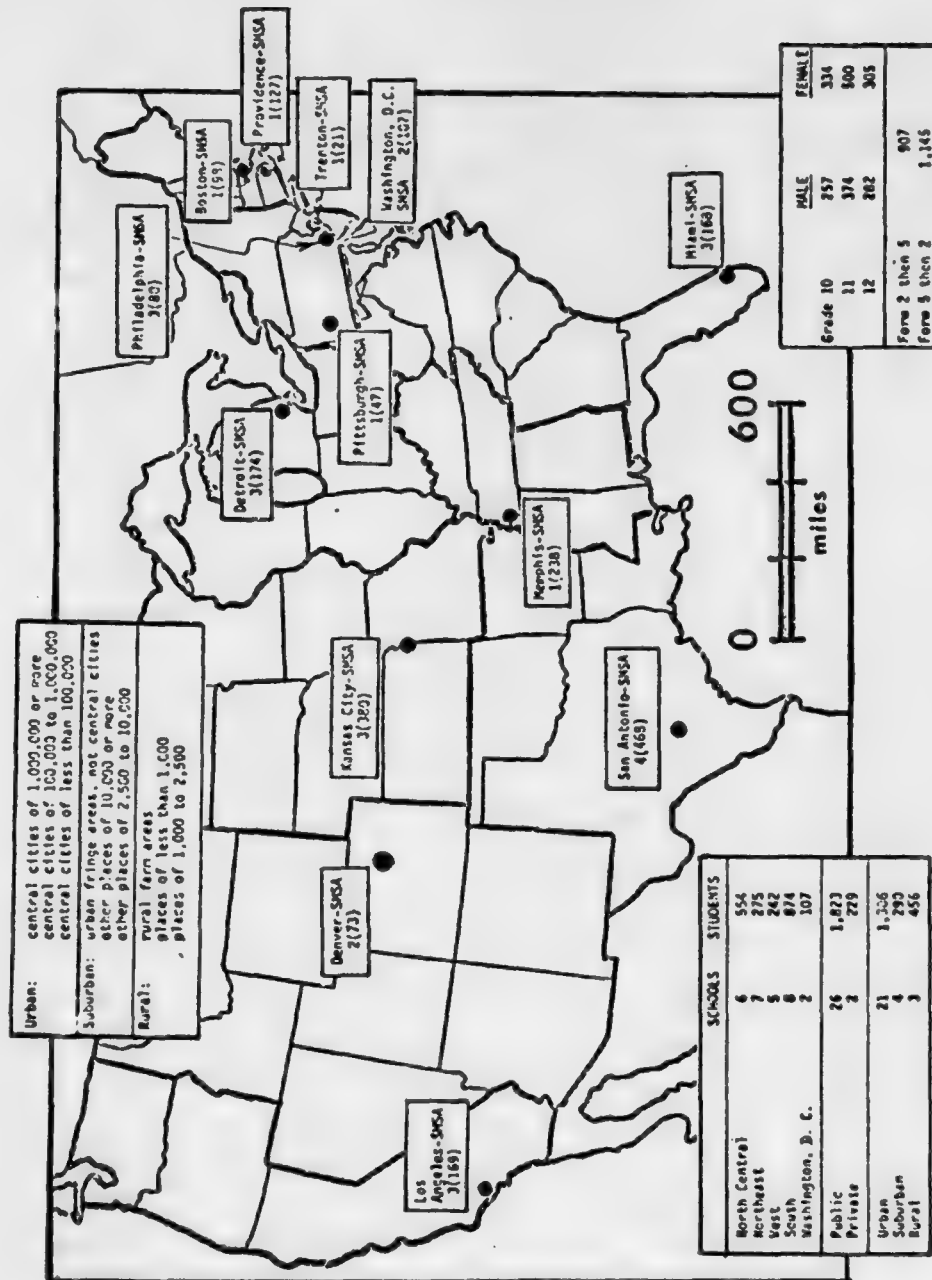 Urban: central cities of 1,000,000 or more
central cities of 100,000 to 1,000,000
central cities of less than 100,000
Suburban: urban fringe areas, not central cities
other places of 10,000 or more
other places of 2,500 to 10,000
Rural: rural farm areas
places of less than 1,000
places of 1,000 to 2,500
Philadelphia-SMSA
3(80)
Boston-SMSA
1(99)
Providence-SMSA
1(127)
Trenton-SMSA
1(21)
Washington, D.C.
SMSA 2(107)
Detroit-SMSA
3(174)
Pittsburgh-SMSA
1(47)
Kansas City-SMSA
3(380)
Denver-SMSA
2(73)
Los
Angeles-SMSA
3(169)
Memphis-SMSA
1(238)
San Antonio-SMSA
4(468)
Miami-SMSA
3(168)
0 600
miles
SCHOOLS STUDENTS
North Central 6 554
Northeast 7 275
West 5 242
South 8 874
Washington, D. C. 2 107
Public 26 1,823
Private 2 229
Urban 21 1,306
Suburban 4 290
Rural 3 456
MALE FEMALE
Grade 10 257 334
11 374 500
12 282 305
Form 2 then 5 907
Form 5 then 2 1,145